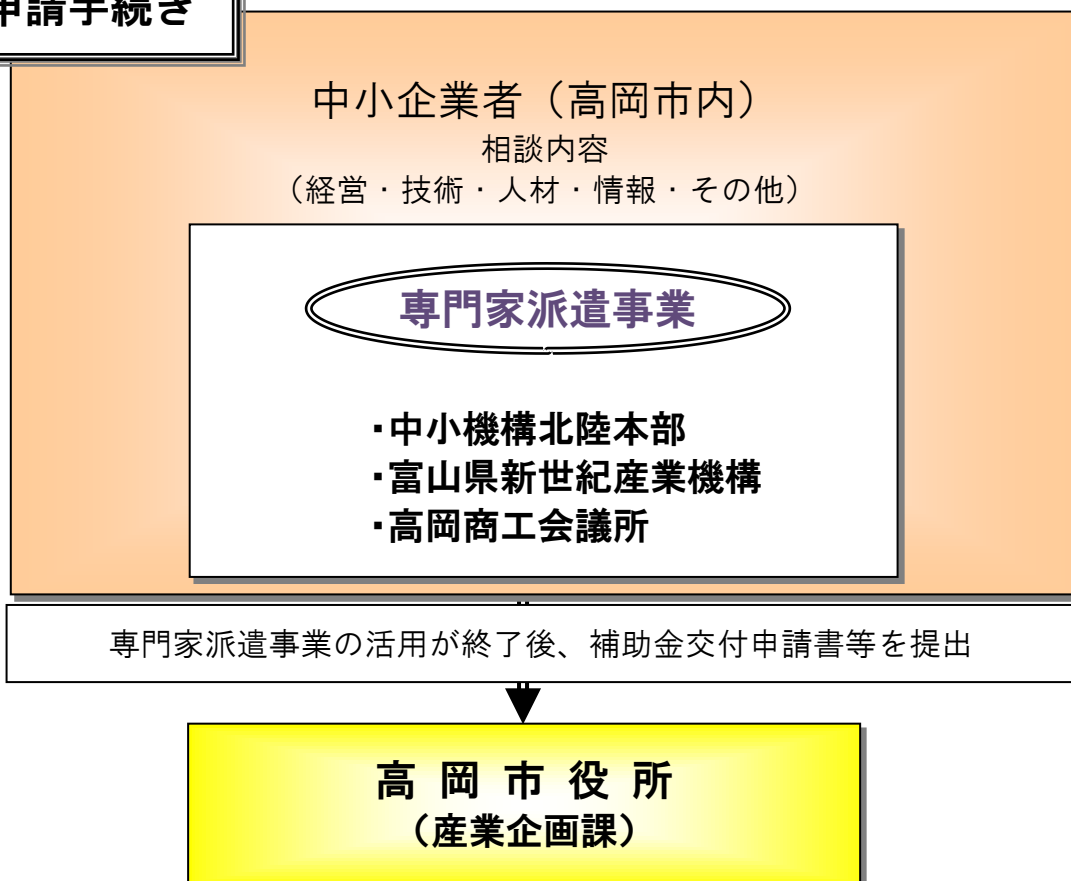 申請手続き
中小企業者（高岡市内）
相談内容
（経営・技術・人材・情報・その他）
専門家派遣事業
・中小機構北陸本部
・富山県新世紀産業機構
・高岡商工会議所
専門家派遣事業の活用が終了後、補助金交付申請書等を提出
高岡市役所
（産業企画課）